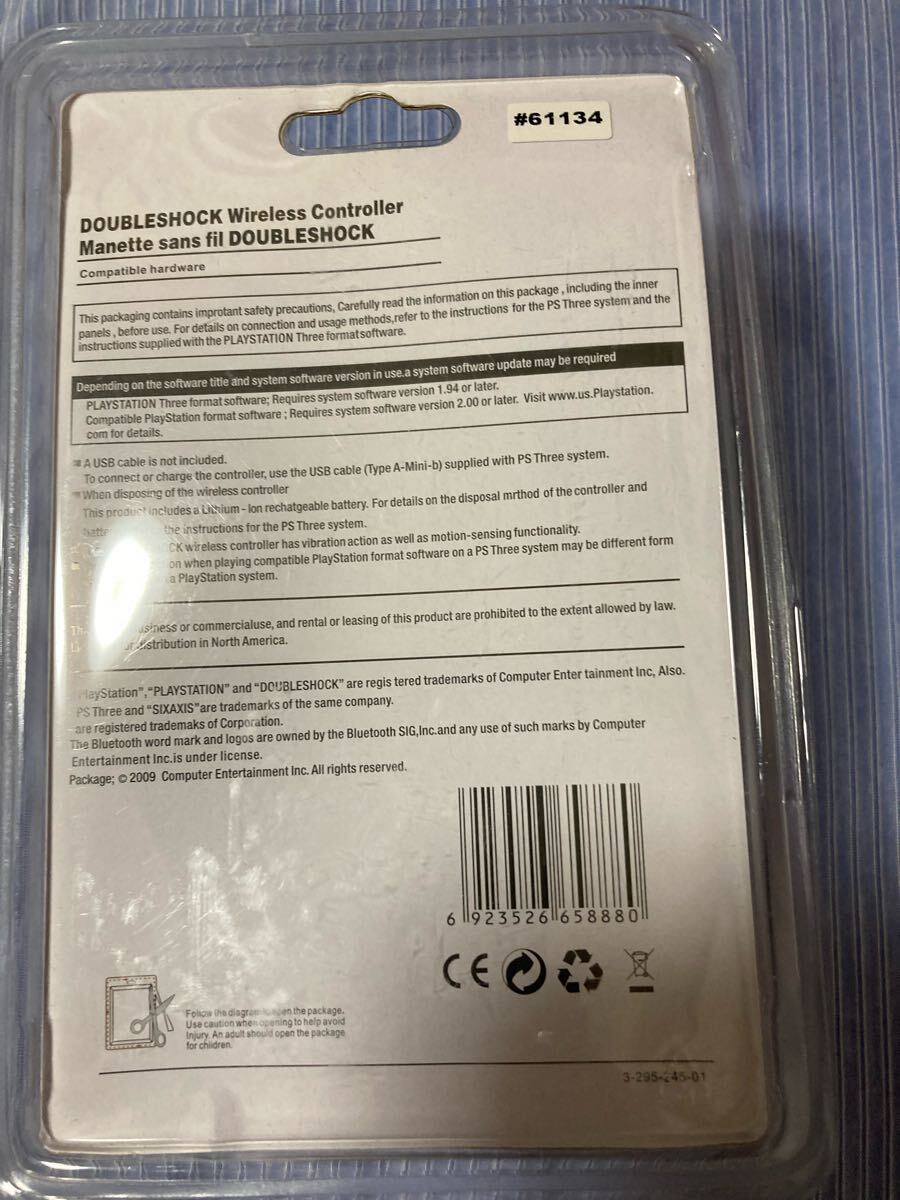 #61134
DOUBLESHOCK Wireless Controller
Manette sans fil DOUBLESHOCK
Compatible hardware
This packaging contains improtant safety precautions, Carefully read the information on this package , including the inner
panels , before use. For details on connection and usage methods,refer to the instructions for the PS Three system and the
instructions supplied with the PLAYSTATION Three format software.
Depending on the software title and system software version in use.a system software update may be required
PLAYSTATION Three format software; Requires system software version 1.94 or later.
Compatible PlayStation format software ; Requires system software version 2.00 or later. Visit www.us.Playstation.
com for details.
A USB cable is not included.
To connect or charge the controller, use the USB cable (Type A-Mini-b) supplied with PS Three system.
When disposing of the wireless controller
This product includes a Lithium - Ion rechatgeable battery. For details on the disposal mrthod of the controller and
the instructions for the PS Three system.
CK wireless controller has vibration action as well as motion-sensing functionality.
on when playing compatible PlayStation format software on a PS Three system may be different form
a PlayStation system.
usiness or commercialuse, and rental or leasing of this product are prohibited to the extent allowed by law.
distribution in North America.
layStation”,“PLAYSTATION” and “DOUBLESHOCK” are regis tered trademarks of Computer Enter tainment Inc, Also.
PS Three and “SIXAXIS”are trademarks of the same company.
are registered trademaks of Corporation.
The Bluetooth word mark and logos are owned by the Bluetooth SIG,Inc.and any use of such marks by Computer
Entertainment Inc.is under license.
Package; © 2009 Computer Entertainment Inc. All rights reserved.
6 923526 658880
CE
Follow the diagram open the package.
Use caution when opening to help avoid
Injury. An adult should open the package
for children.
3-295-245-01